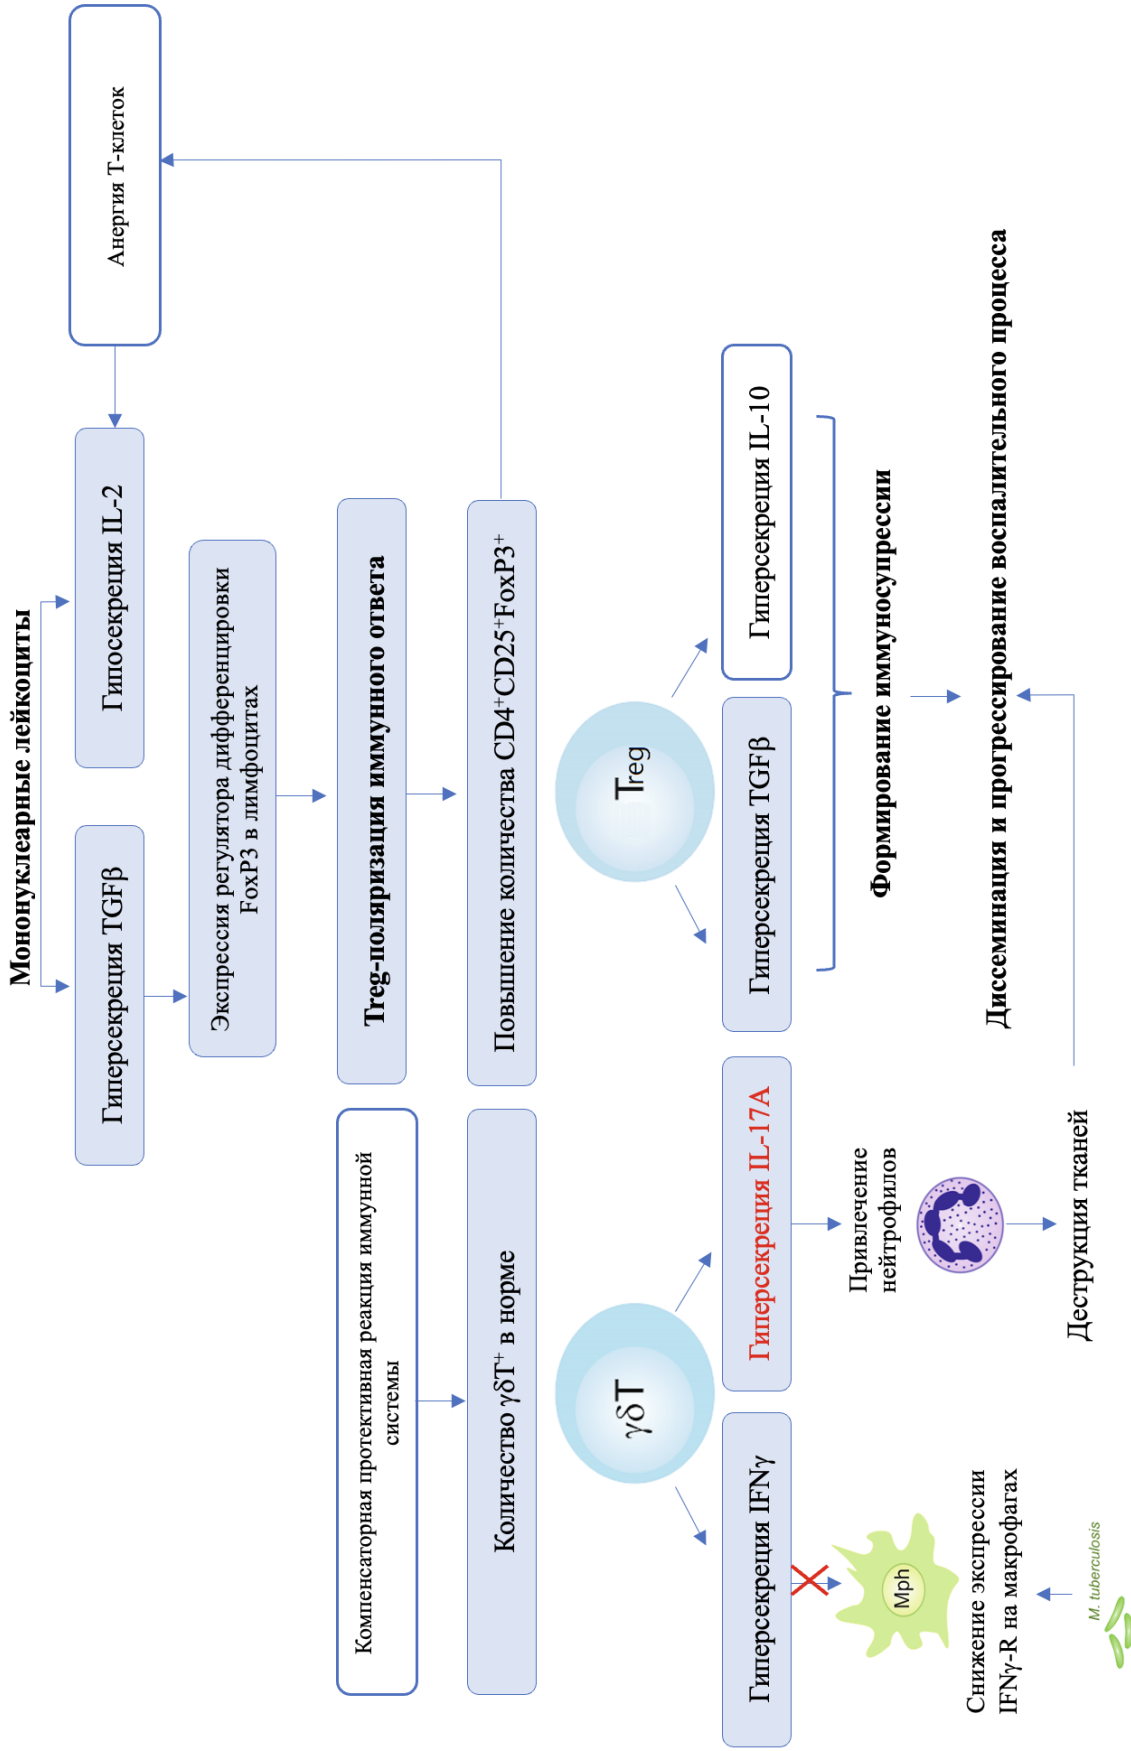 Мононуклеарные лейкоциты
Гиперсекреция TGFβ
Гипосекреция IL-2
Анергия Т-клеток
Экспрессия регулятора дифференцировки
FoxP3 в лимфоцитах
Компенсаторная протективная реакция иммунной
системы
Treg-поляризация иммунного ответа
Количество γδT⁺ в норме
Повышение количества CD4⁺CD25⁺FoxP3⁺
γδT
Treg
Гиперсекреция IFNγ
Гиперсекреция IL-17A
Гиперсекреция TGFβ
Гиперсекреция IL-10
Mph
Привлечение
нейтрофилов
Формирование иммуносупрессии
Снижение экспрессии
IFNγ-R на макрофагах
Диссеминация и прогрессирование воспалительного процесса
Деструкция тканей
M. tuberculosis